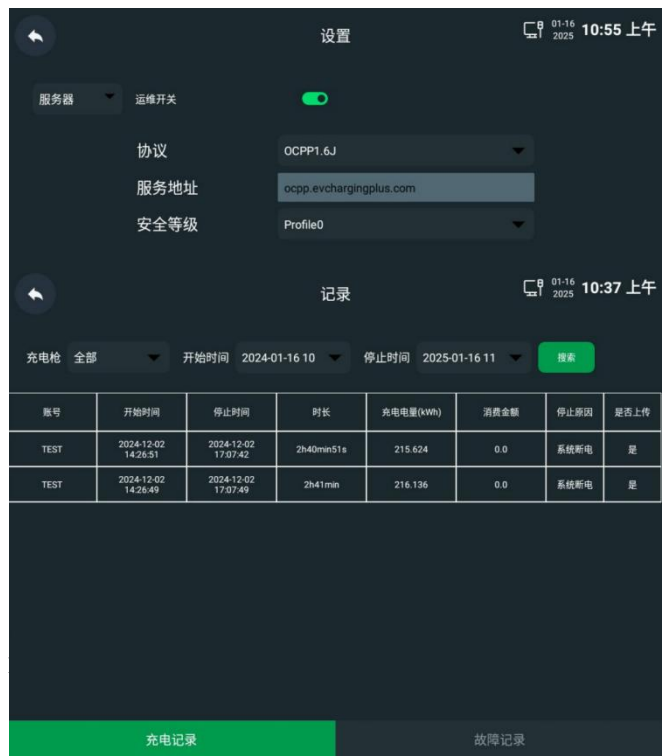 设置
01-16
2025
10:55 上午
服务器
运维开关
协议
OCPP1.6J
服务地址
ocpp.evchargingplus.com
安全等级
Profile0
记录
01-16
2025
10:37 上午
充电枪 全部 开始时间 2024-01-16 10 停止时间 2025-01-16 11 搜索
账号 开始时间 停止时间 时长 充电电量(kWh) 消费金额 停止原因 是否上传
TEST 2024-12-02 14:26:51 2024-12-02 17:07:42 2h40min51s 215.624 0.0 系统断电 是
TEST 2024-12-02 14:26:49 2024-12-02 17:07:49 2h41min 216.136 0.0 系统断电 是
充电记录 故障记录